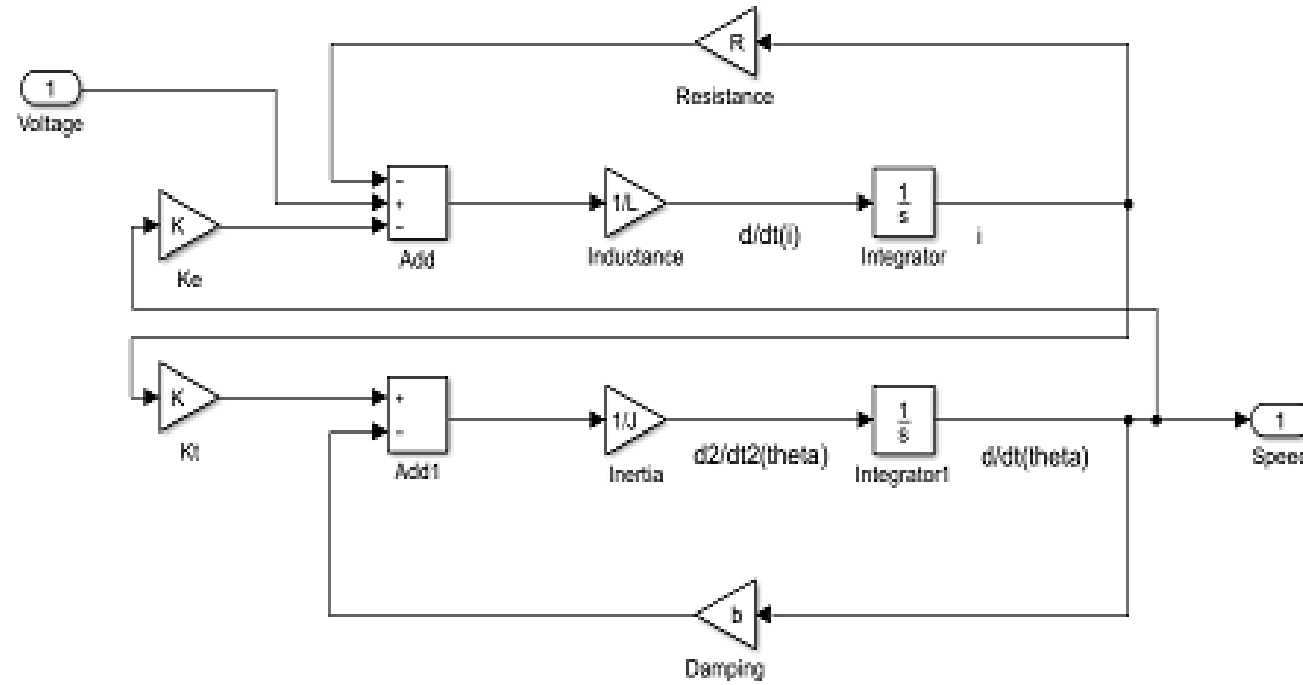 R
Resistance
1
Voltage
−
+
−
Add
1/L
Inductance
d/dt(i)
1
s
Integrator
i
K
Ke
K
Kt
+
−
Add1
1/J
Inertia
d2/dt2(theta)
1
s
Integrator1
d/dt(theta)
1
Speed
b
Damping